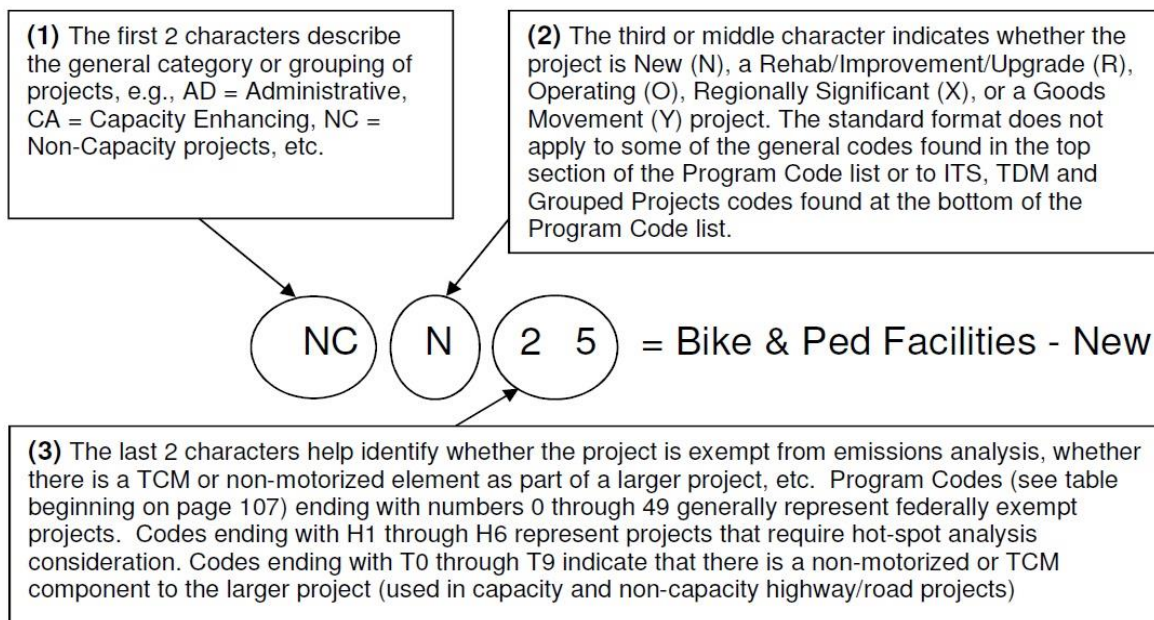 (1) The first 2 characters describe
the general category or grouping of
projects, e.g., AD = Administrative,
CA = Capacity Enhancing, NC =
Non-Capacity projects, etc.
(2) The third or middle character indicates whether the
project is New (N), a Rehab/Improvement/Upgrade (R),
Operating (O), Regionally Significant (X), or a Goods
Movement (Y) project. The standard format does not
apply to some of the general codes found in the top
section of the Program Code list or to ITS, TDM and
Grouped Projects codes found at the bottom of the
Program Code list.
NC N 2 5 = Bike & Ped Facilities - New
(3) The last 2 characters help identify whether the project is exempt from emissions analysis, whether
there is a TCM or non-motorized element as part of a larger project, etc. Program Codes (see table
beginning on page 107) ending with numbers 0 through 49 generally represent federally exempt
projects. Codes ending with H1 through H6 represent projects that require hot-spot analysis
consideration. Codes ending with T0 through T9 indicate that there is a non-motorized or TCM
component to the larger project (used in capacity and non-capacity highway/road projects)